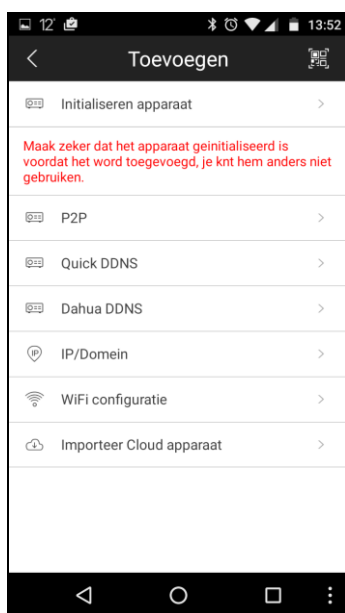 12° 13:52
Toevoegen
Initialiseren apparaat
Maak zeker dat het apparaat geinitialiseerd is
voordat het word toegevoegd, je knt hem anders niet
gebruiken.
P2P
Quick DDNS
Dahua DDNS
IP
IP/Domein
WiFi configuratie
Importeer Cloud apparaat